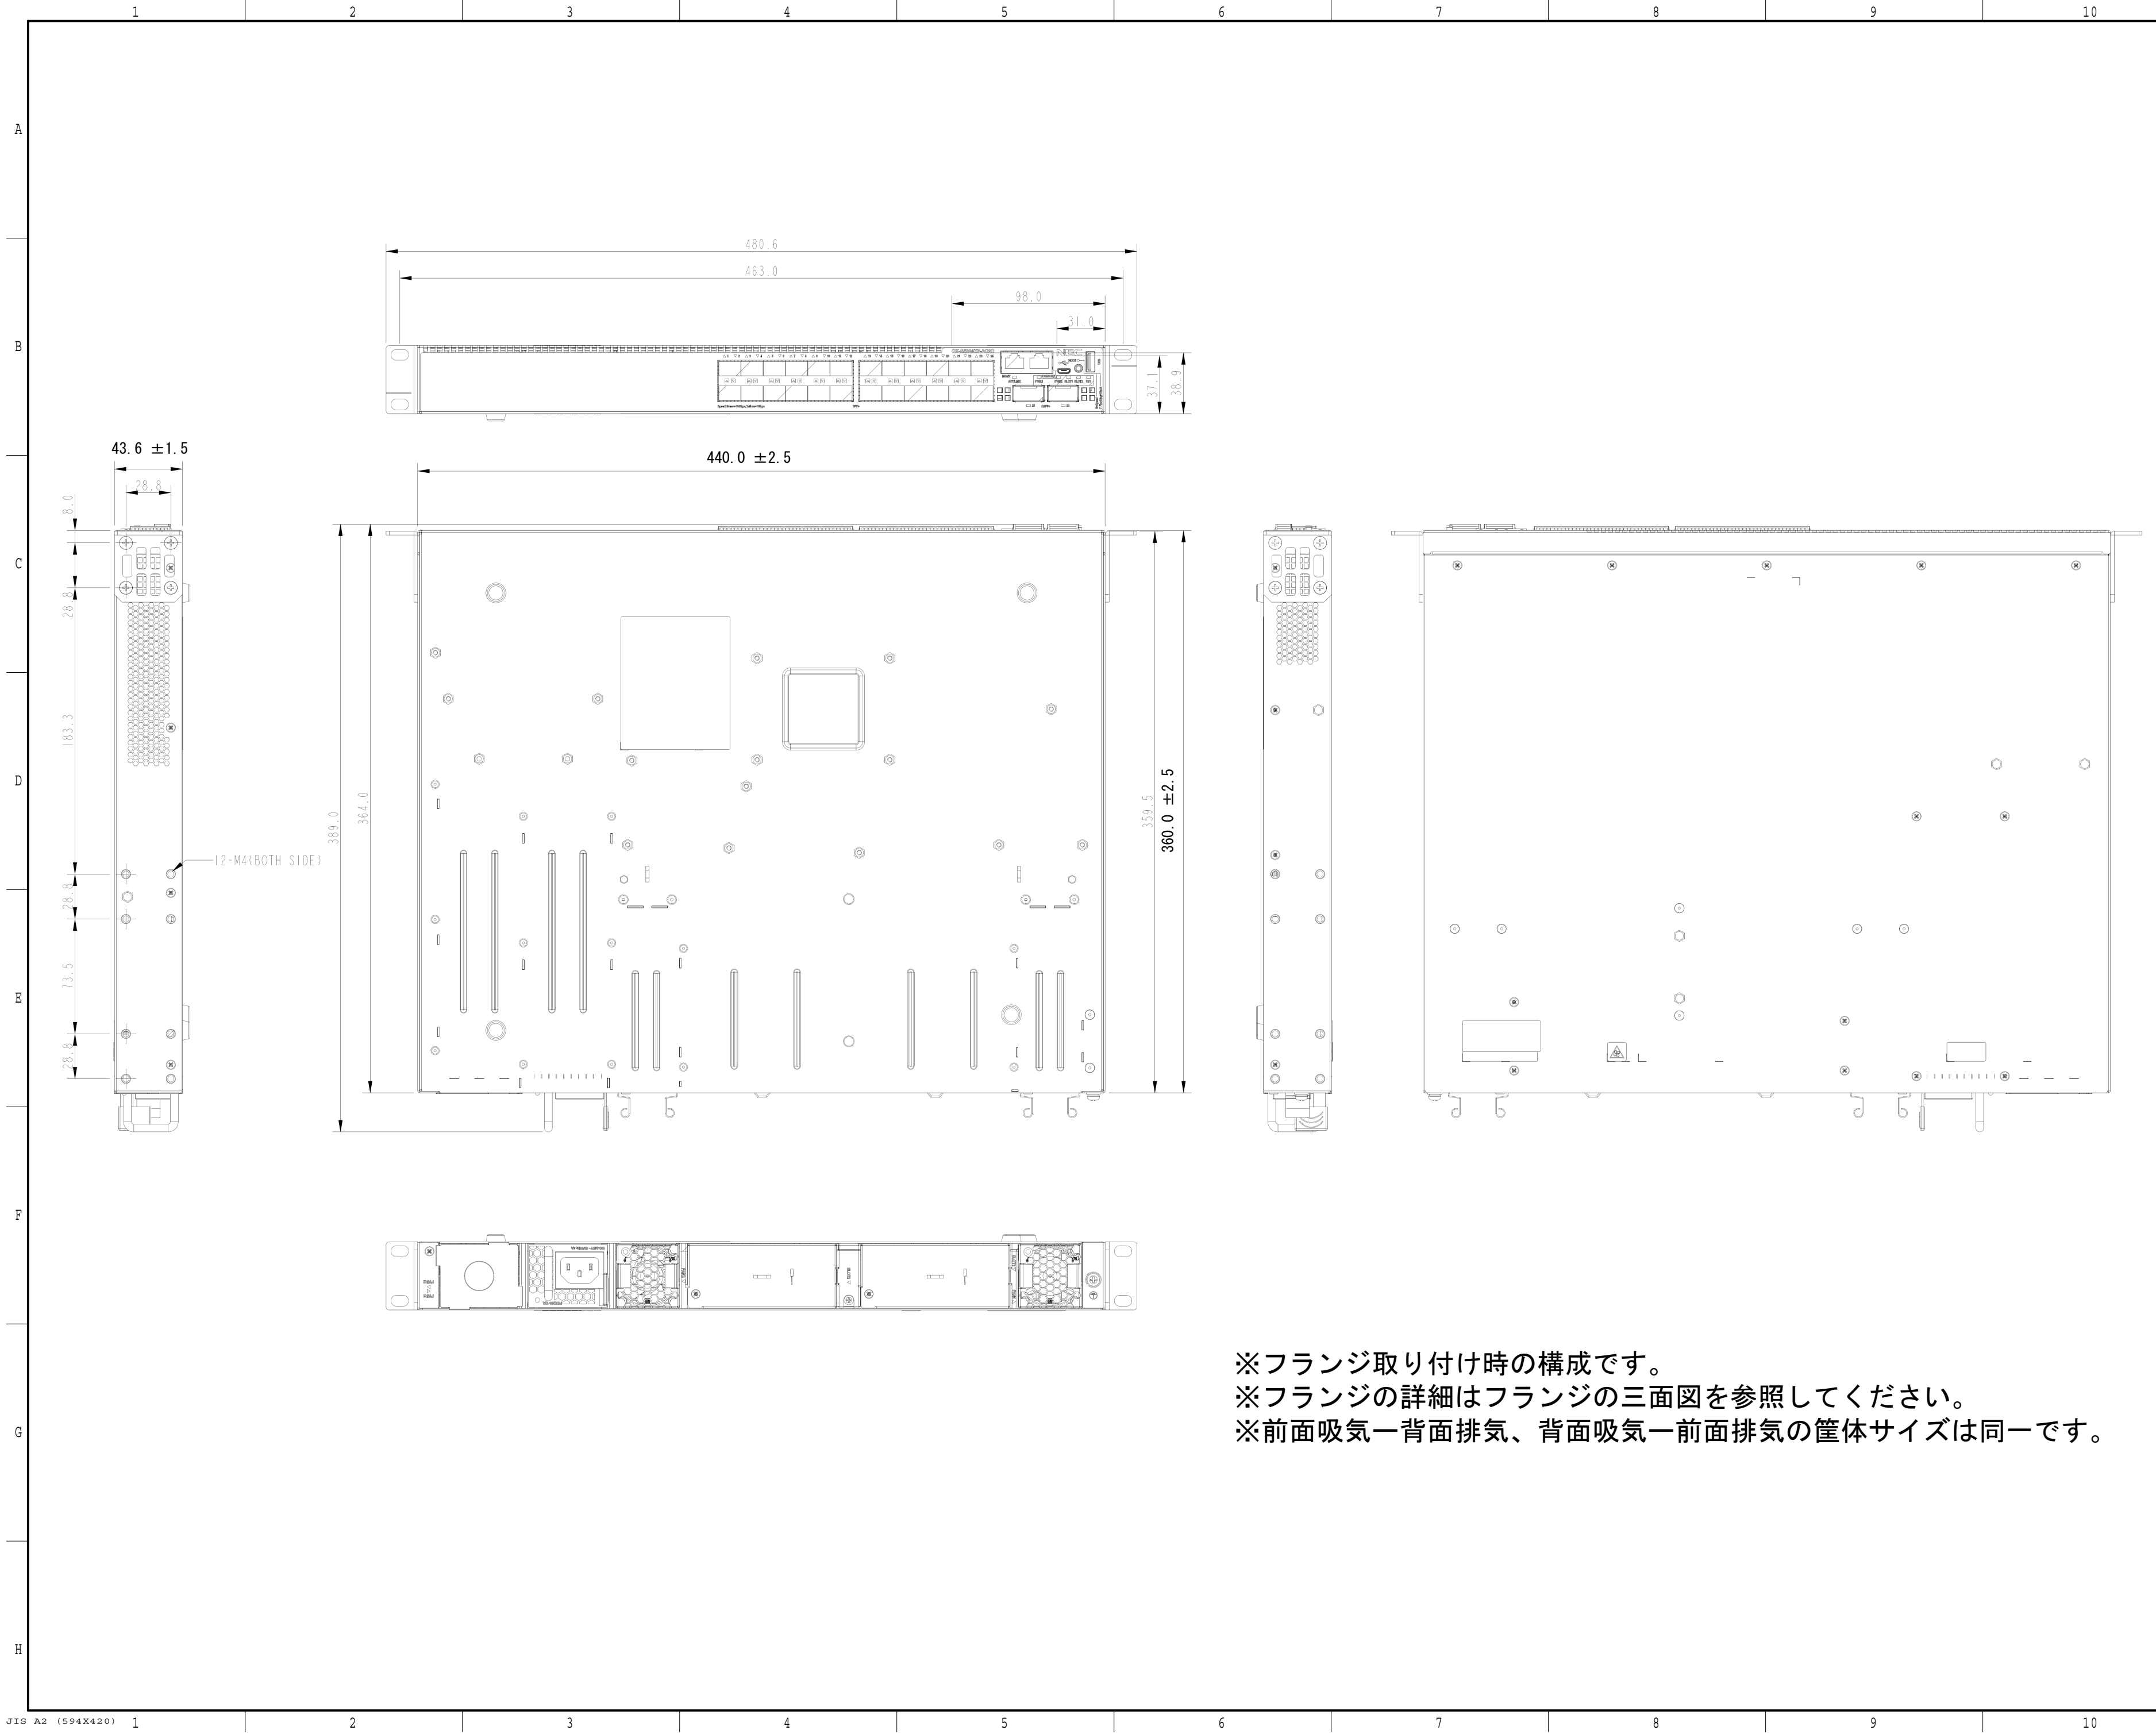 1 2 3 4 5 6 7 8 9 10
A
B
C
D
E
F
G
H
480.6
463.0
98.0
31.0
37.1
38.9
NEC
MODE
SFP+
43.6 ±1.5
28.8
8.0
28.8
183.3
28.8
73.5
28.8
12-M4(BOTH SIDE)
440.0 ±2.5
389.0
364.0
359.5
360.0 ±2.5
※フランジ取り付け時の構成です。
※フランジの詳細はフランジの三面図を参照してください。
※前面吸気ー背面排気、背面吸気ー前面排気の筐体サイズは同一です。
JIS A2 (594X420)
1 2 3 4 5 6 7 8 9 10